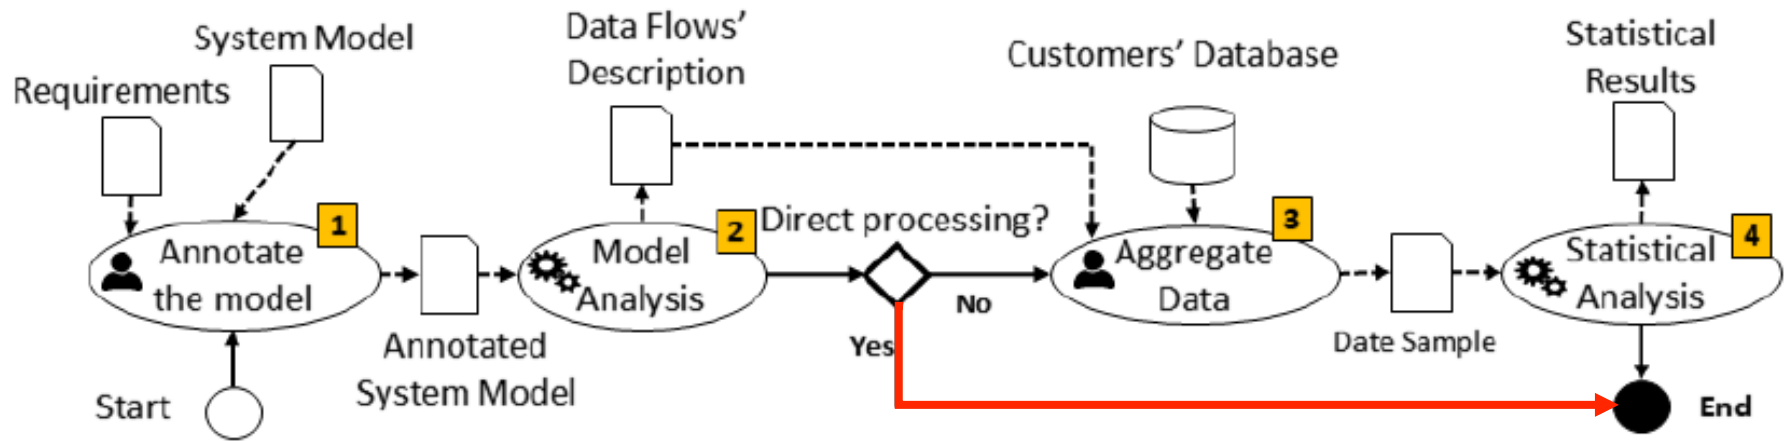 System Model
Requirements
Data Flows’
Description
Customers’ Database
Statistical
Results
1
Annotate
the model
2
Model
Analysis
Direct processing?
No
Yes
3
Aggregate
Data
4
Statistical
Analysis
Annotated
System Model
Date Sample
Start
End